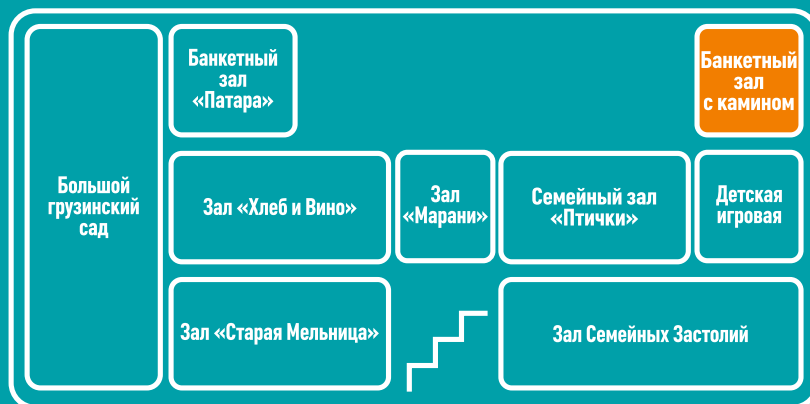 Банкетный
зал
«Патара»
Банкетный
зал
с камином
Большой
грузинский
сад
Зал «Хлеб и Вино»
Зал
«Марани»
Семейный зал
«Птички»
Детская
игровая
Зал «Старая Мельница»
Зал Семейных Застолий